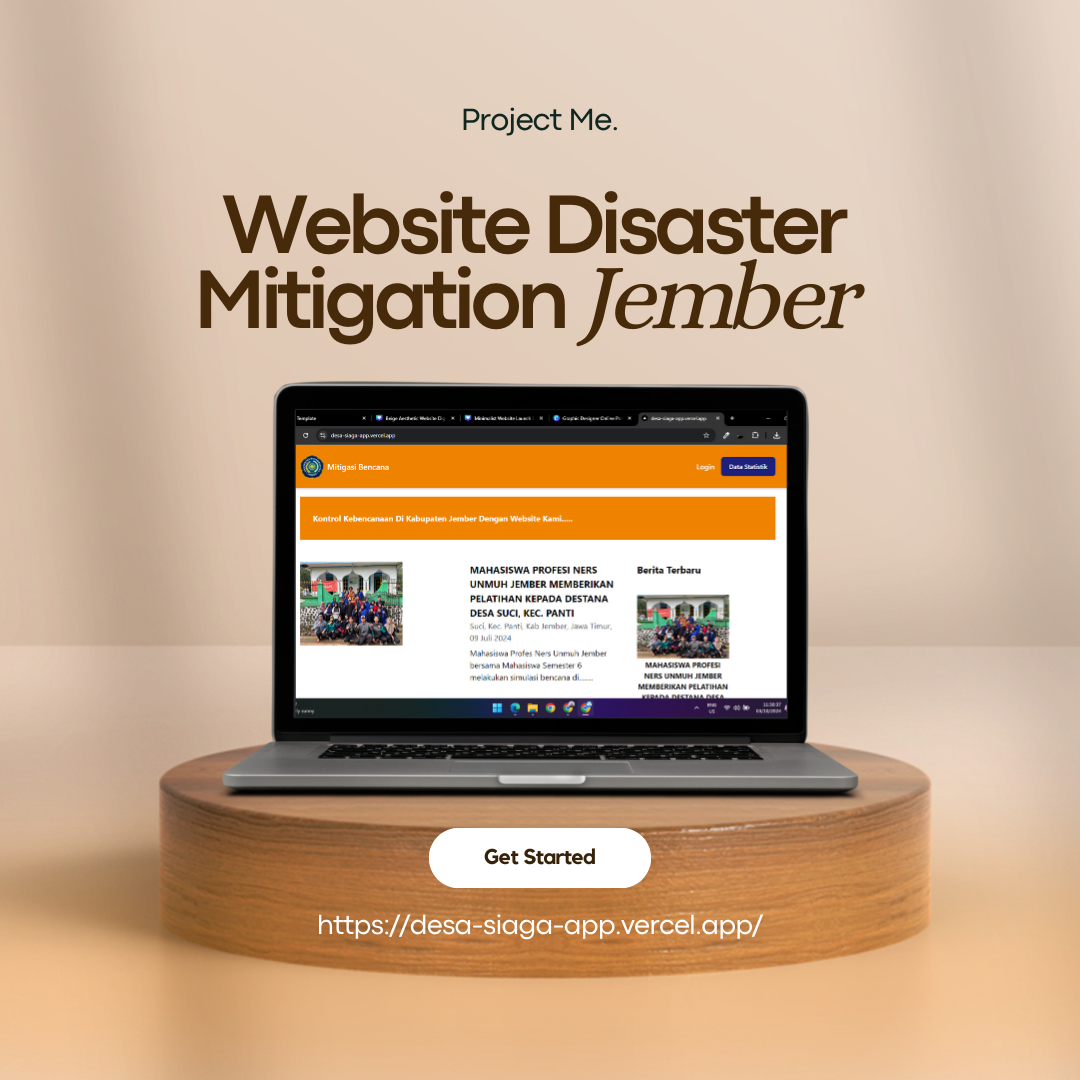 Project Me.
Website Disaster
Mitigation Jember
Template
Beige Aesthetic Website Dig
Minimalist Website Launch
Graphic Designer Online Po
desa-siaga-app.vercel.app
desa-siaga-app.vercel.app
Mitigasi Bencana
Login
Data Statistik
Kontrol Kebencanaan Di Kabupaten Jember Dengan Website Kami.....
MAHASISWA PROFESI NERS
UNMUH JEMBER MEMBERIKAN
PELATIHAN KEPADA DESTANA
DESA SUCI, KEC. PANTI
Suci, Kec. Panti, Kab Jember, Jawa Timur,
09 Juli 2024
Mahasiswa Profes Ners Unmuh Jember
bersama Mahasiswa Semester 6
melakukan simulasi bencana di.......
Berita Terbaru
MAHASISWA PROFESI
NERS UNMUH JEMBER
MEMBERIKAN PELATIHAN
KEPADA DESTANA DESA
ENG
US
Get Started
https://desa-siaga-app.vercel.app/